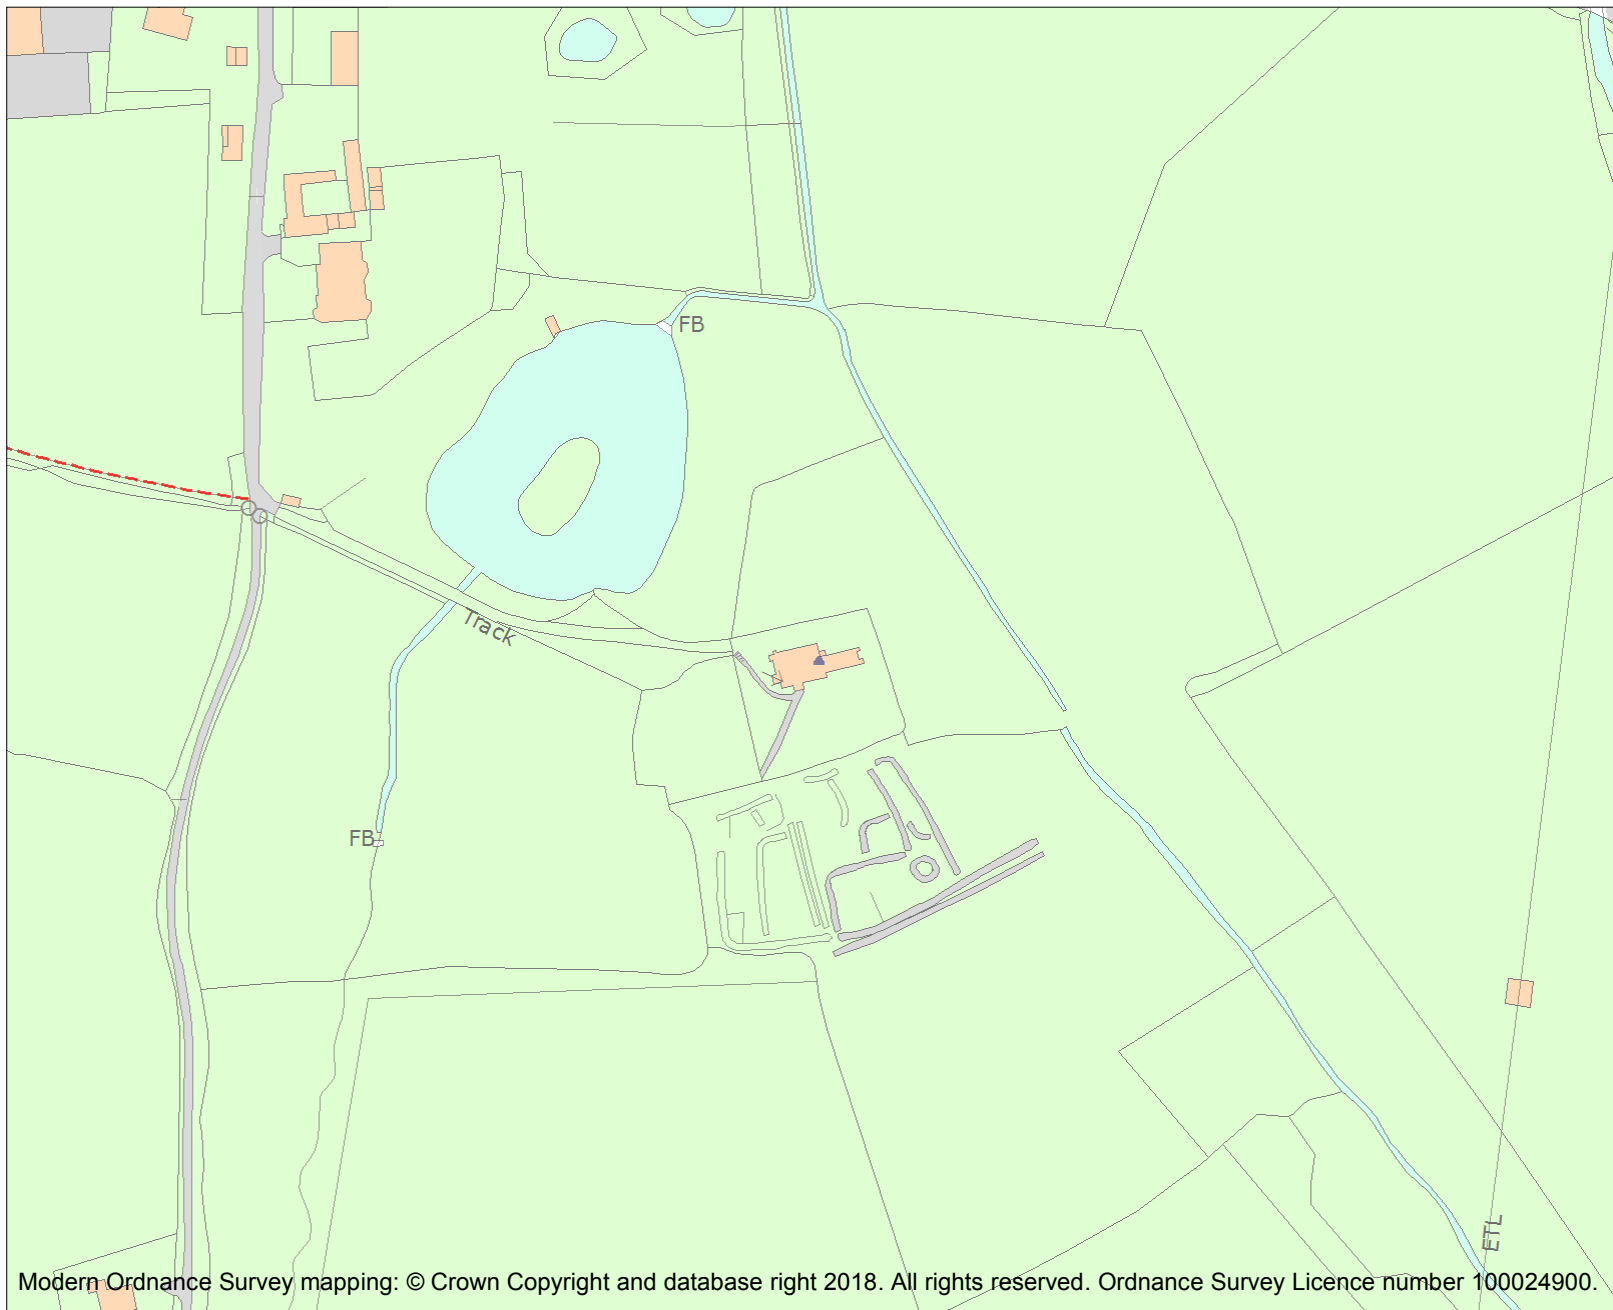 FB
Track
FB
ETL
Modern Ordnance Survey mapping: © Crown Copyright and database right 2018. All rights reserved. Ordnance Survey Licence number 100024900.